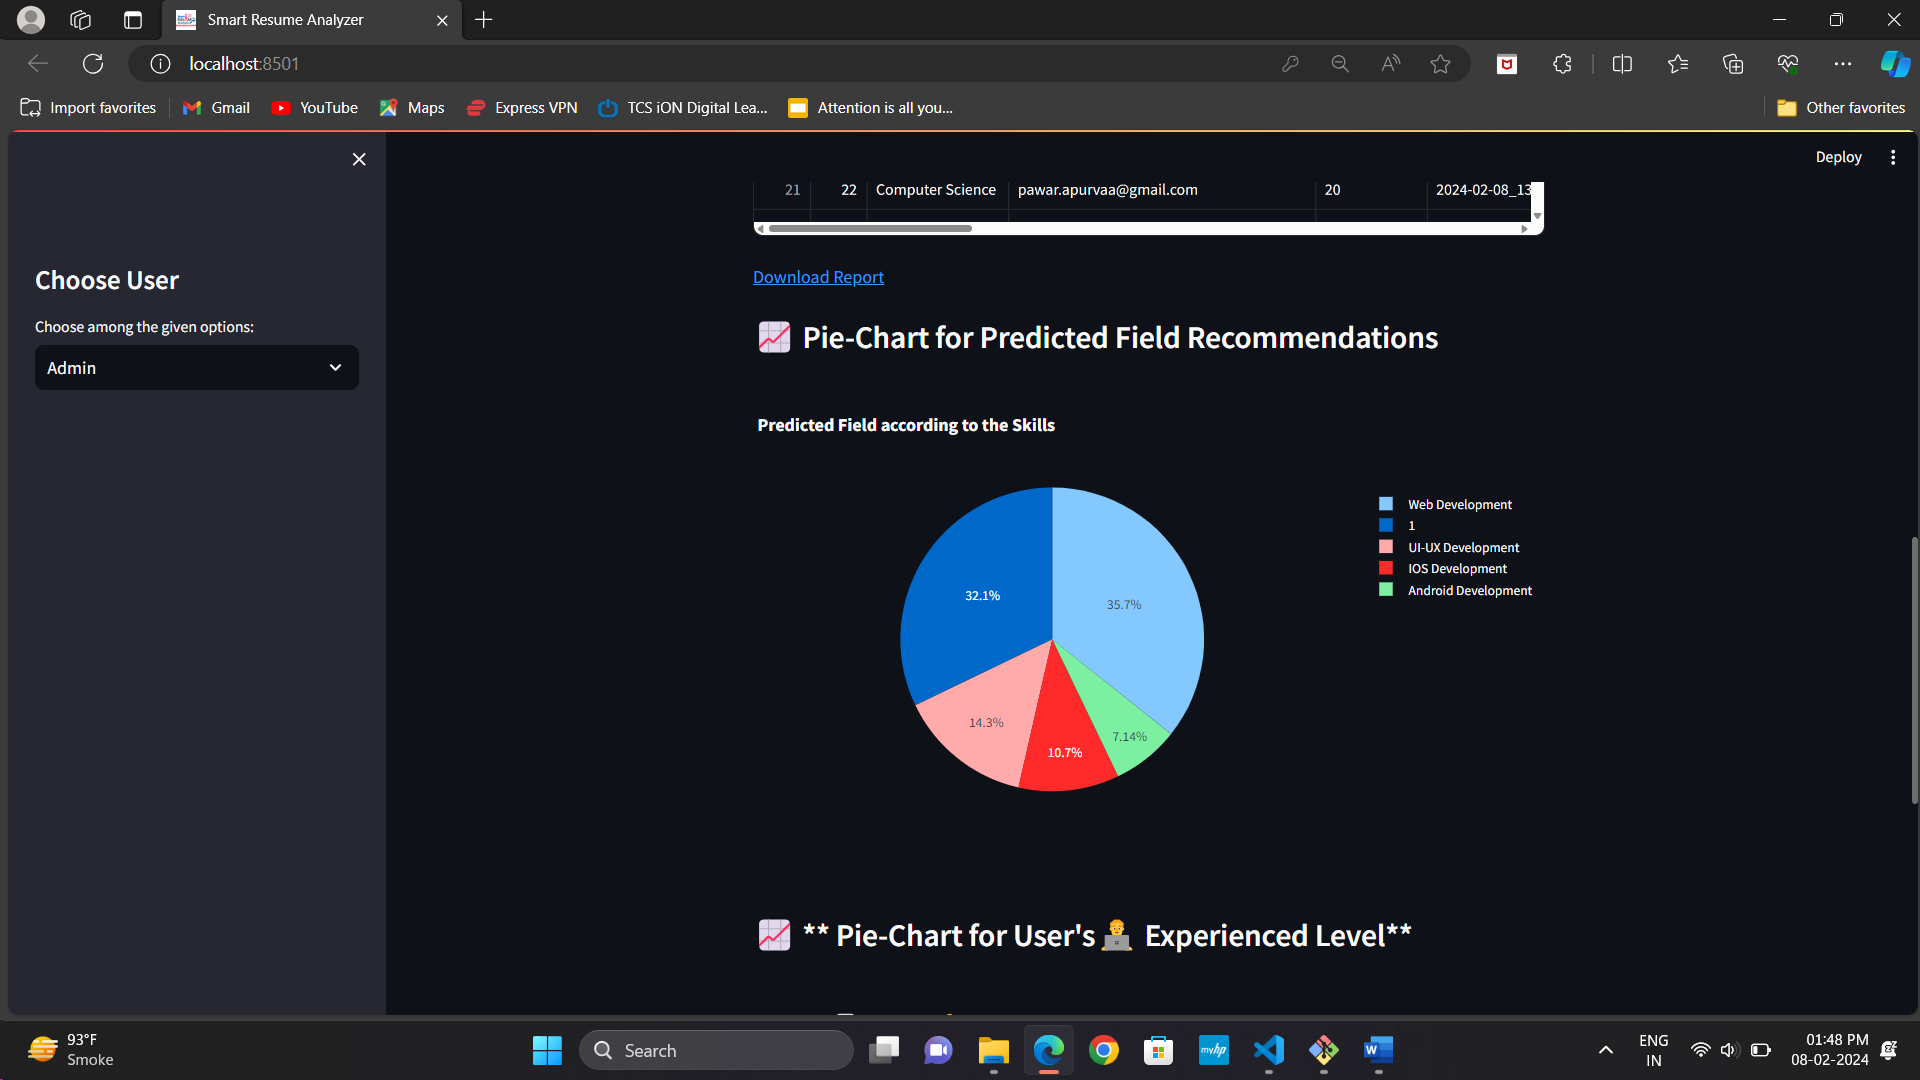 Smart Resume Analyzer
localhost:8501
Import favorites Gmail YouTube Maps Express VPN TCS iON Digital Lea... Attention is all you... Other favorites
Deploy
21 22 Computer Science pawar.apurvaa@gmail.com 20 2024-02-08_13
Choose User
Choose among the given options:
Admin
Download Report
Pie-Chart for Predicted Field Recommendations
Predicted Field according to the Skills
Web Development
1
UI-UX Development
IOS Development
Android Development
32.1%
35.7%
14.3%
10.7%
7.14%
** Pie-Chart for User's Experienced Level**
93°F
Smoke
Search
myhp
W
ENG
IN
01:48 PM
08-02-2024